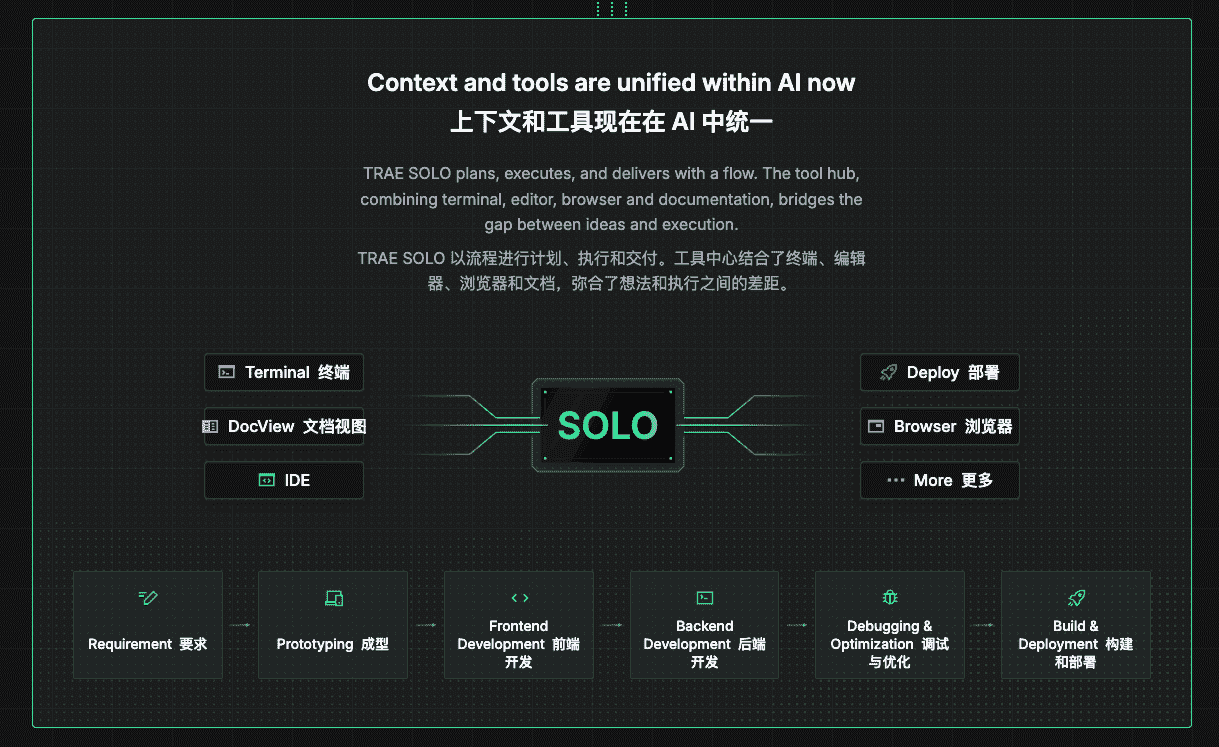 Context and tools are unified within AI now
上下文和工具现在在 AI 中统一
TRAE SOLO plans, executes, and delivers with a flow. The tool hub,
combining terminal, editor, browser and documentation, bridges the
gap between ideas and execution.
TRAE SOLO 以流程进行计划、执行和交付。工具中心结合了终端、编辑
器、浏览器和文档，弥合了想法和执行之间的差距。
Terminal 终端
DocView 文档视图
IDE
SOLO
Deploy 部署
Browser 浏览器
More 更多
Requirement 要求
Prototyping 成型
Frontend
Development 前端
开发
Backend
Development 后端
开发
Debugging &
Optimization 调试
与优化
Build &
Deployment 构建
和部署